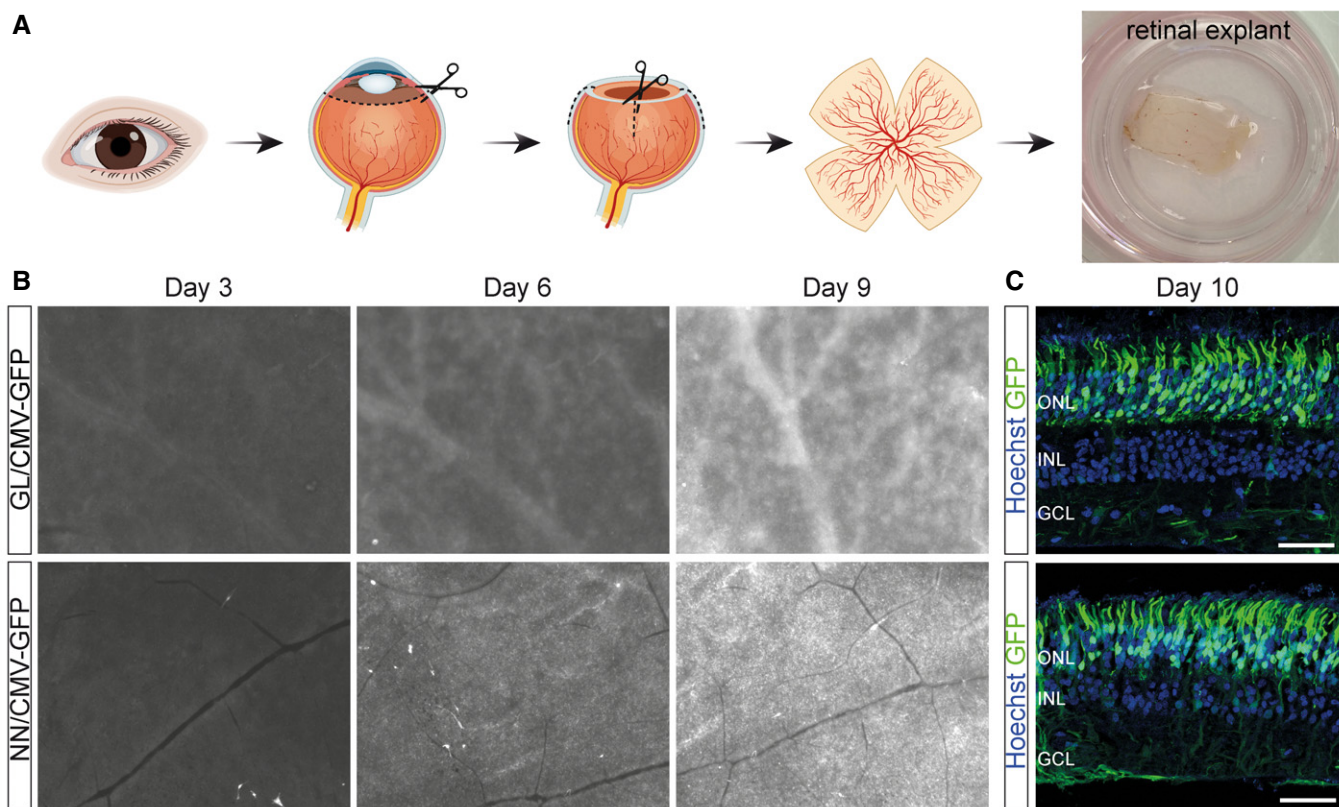 A
retinal explant
B
Day 3
Day 6
Day 9
C
Day 10
GL/CMV-GFP
Hoechst GFP
ONL
INL
GCL
NN/CMV-GFP
Hoechst GFP
ONL
INL
GCL